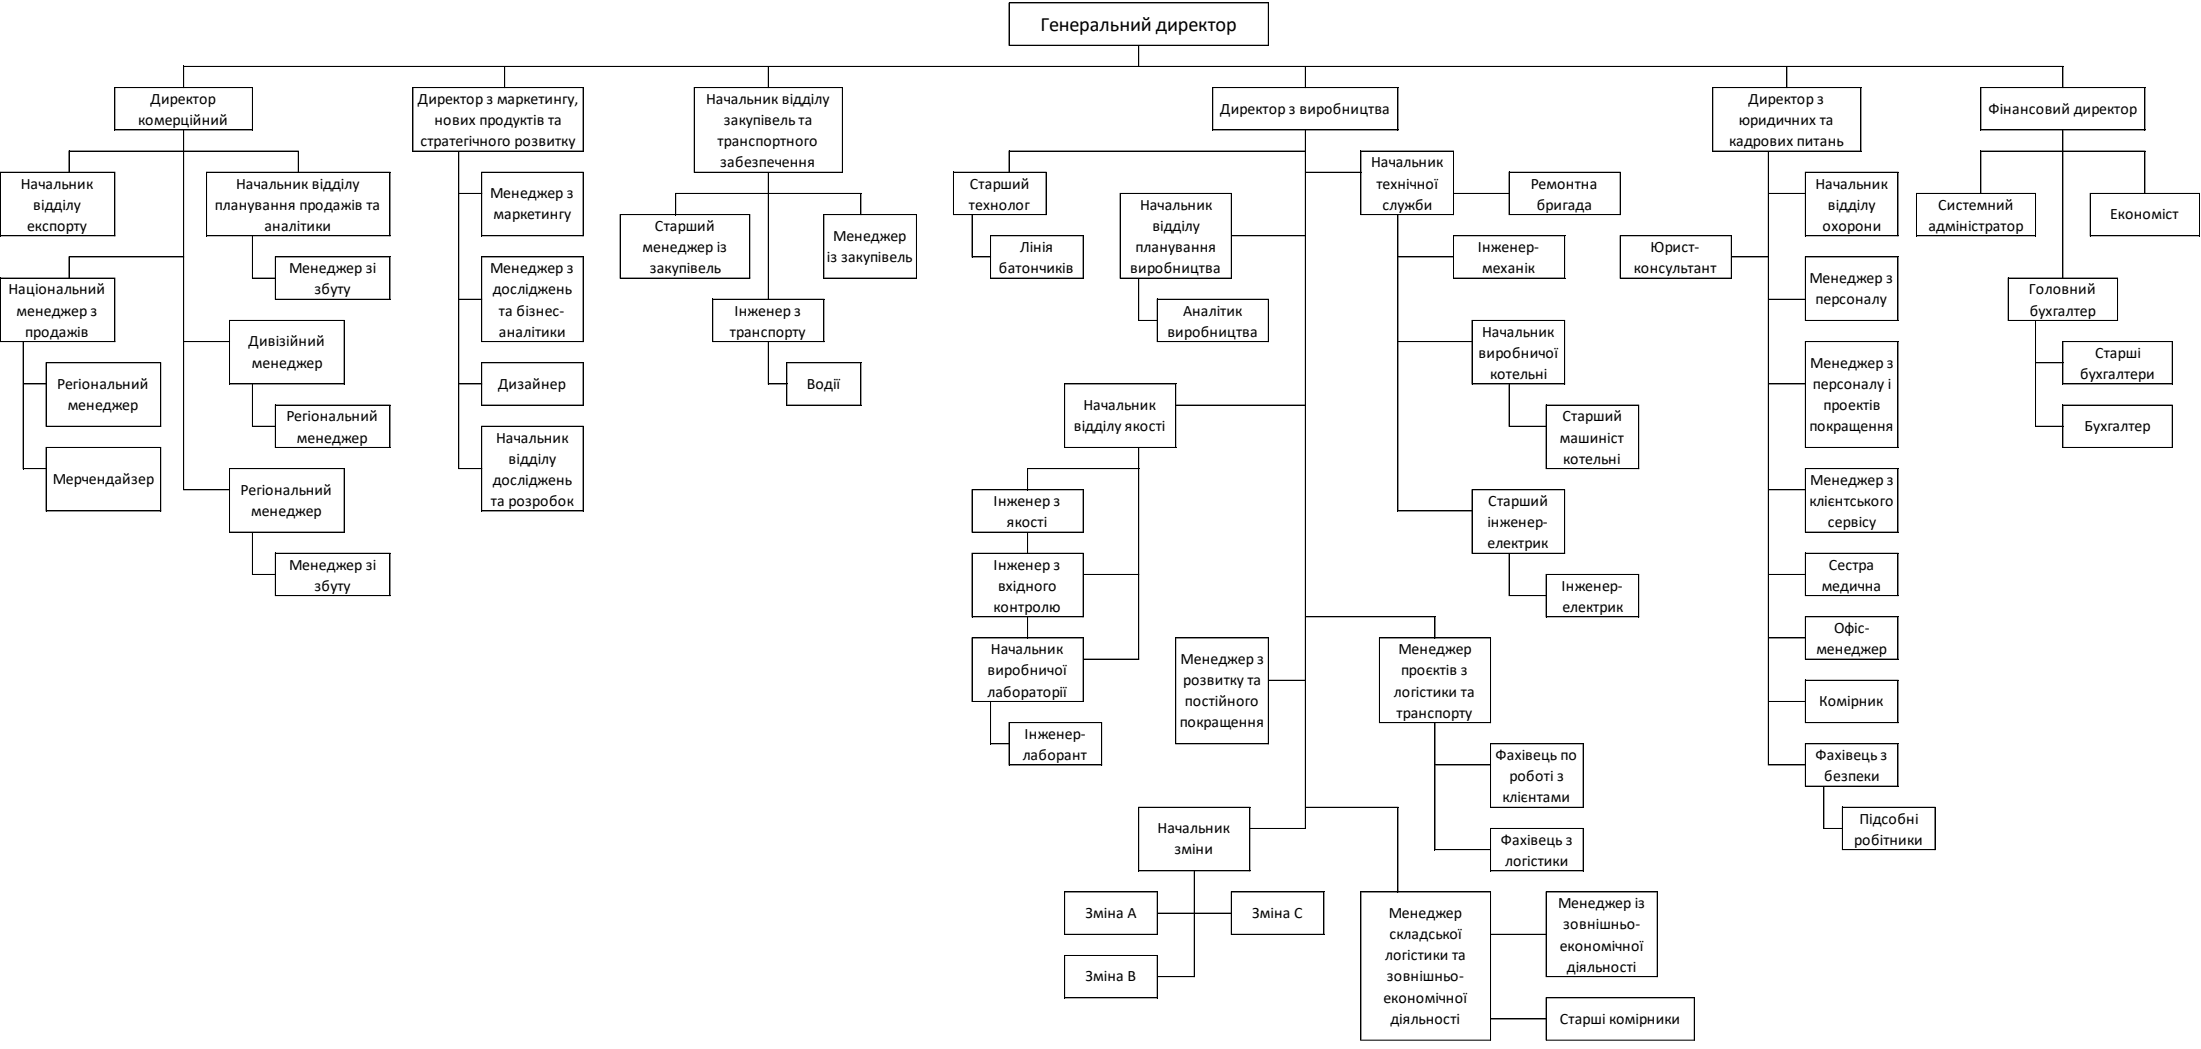 Генеральний директор
Директор
комерційний
Начальник
відділу
експорту
Начальник відділу
планування продажів та
аналітики
Менеджер зі
збуту
Національний
менеджер з
продажів
Регіональний
менеджер
Мерчендайзер
Дивізійний
менеджер
Регіональний
менеджер
Регіональний
менеджер
Менеджер зі
збуту
Директор з маркетингу,
нових продуктів та
стратегічного розвитку
Менеджер з
маркетингу
Менеджер з
досліджень
та бізнес-
аналітики
Дизайнер
Начальник
відділу
досліджень
та розробок
Начальник відділу
закупівель та
транспортного
забезпечення
Старший
менеджер із
закупівель
Менеджер
із закупівель
Інженер з
транспорту
Водії
Директор з виробництва
Старший
технолог
Лінія
батончиків
Начальник
відділу
планування
виробництва
Аналітик
виробництва
Начальник
технічної
служби
Ремонтна
бригада
Інженер-
механік
Начальник
виробничої
котельні
Старший
машиніст
котельні
Старший
інженер-
електрик
Інженер-
електрик
Начальник
відділу якості
Інженер з
якості
Інженер з
вхідного
контролю
Начальник
виробничої
лабораторії
Інженер-
лаборант
Менеджер з
розвитку та
постійного
покращення
Менеджер
проєктів з
логістики та
транспорту
Фахівець по
роботі з
клієнтами
Фахівець з
логістики
Начальник
зміни
Зміна А
Зміна С
Зміна В
Менеджер
складської
логістики та
зовнішньо-
економічної
діяльності
Менеджер із
зовнішньо-
економічної
діяльності
Старші комірники
Директор з
юридичних та
кадрових питань
Начальник
відділу
охорони
Юрист-
консультант
Менеджер з
персоналу
Менеджер з
персоналу і
проектів
покращення
Менеджер з
клієнтського
сервісу
Сестра
медична
Офіс-
менеджер
Комірник
Фахівець з
безпеки
Підсобні
робітники
Фінансовий директор
Системний
адміністратор
Економіст
Головний
бухгалтер
Старші
бухгалтери
Бухгалтер